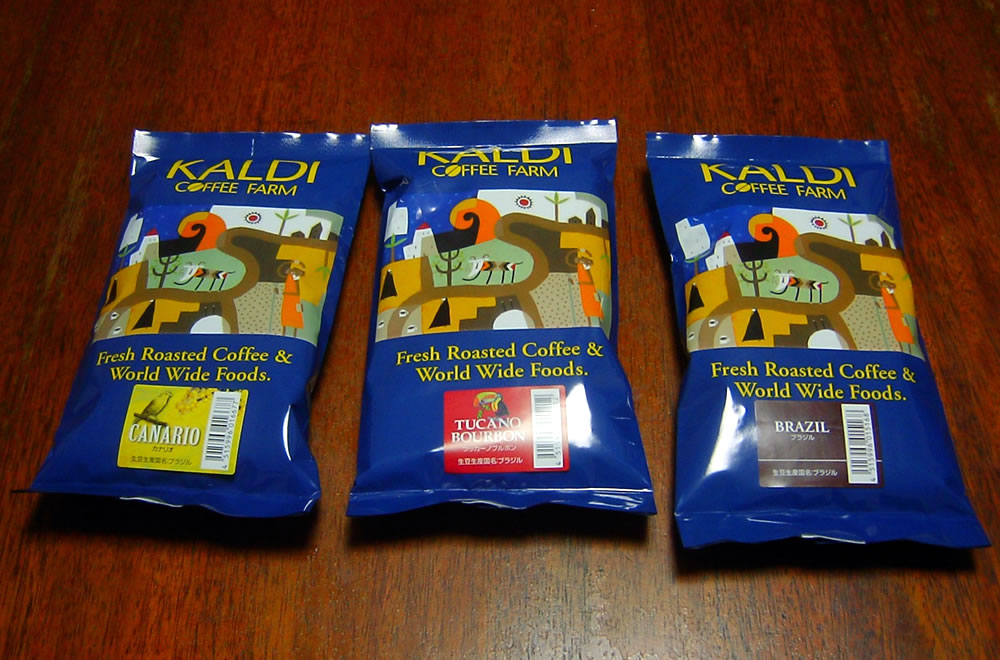 KALDI
COFFEE FARM
Fresh Roasted Coffee &
World Wide Foods.
CANARIO
カナリオ
生豆生産国名:ブラジル
KALDI
COFFEE FARM
Fresh Roasted Coffee &
World Wide Foods.
TUCANO
BOURBON
ツッカーノブルボン
生豆生産国名:ブラジル
KALDI
COFFEE FARM
Fresh Roasted Coffee &
World Wide Foods.
BRAZIL
ブラジル
生豆生産国名:ブラジル